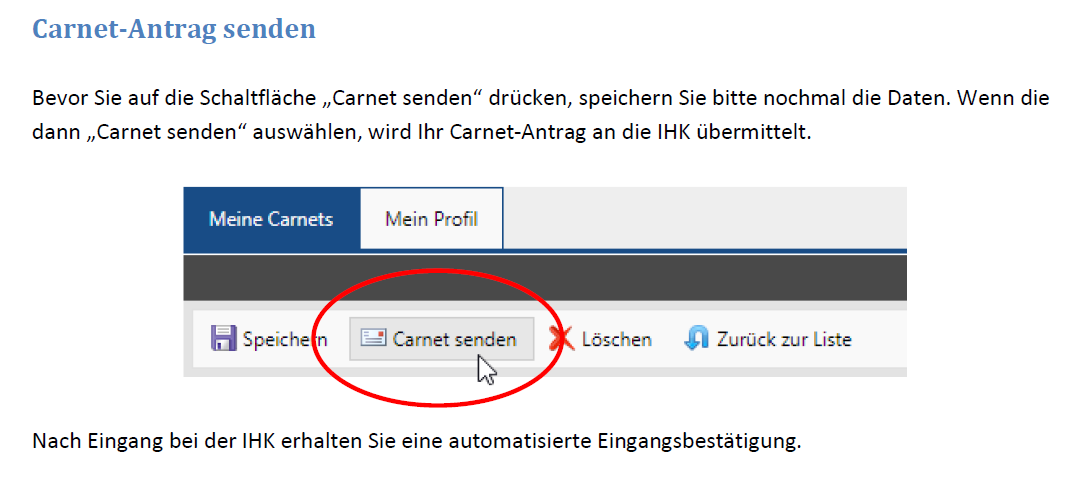 Carnet-Antrag senden
Bevor Sie auf die Schaltfläche „Carnet senden“ drücken, speichern Sie bitte nochmal die Daten. Wenn die
dann „Carnet senden“ auswählen, wird Ihr Carnet-Antrag an die IHK übermittelt.
Meine Carnets Mein Profil
Speichern Carnet senden Löschen Zurück zur Liste
Nach Eingang bei der IHK erhalten Sie eine automatisierte Eingangsbestätigung.